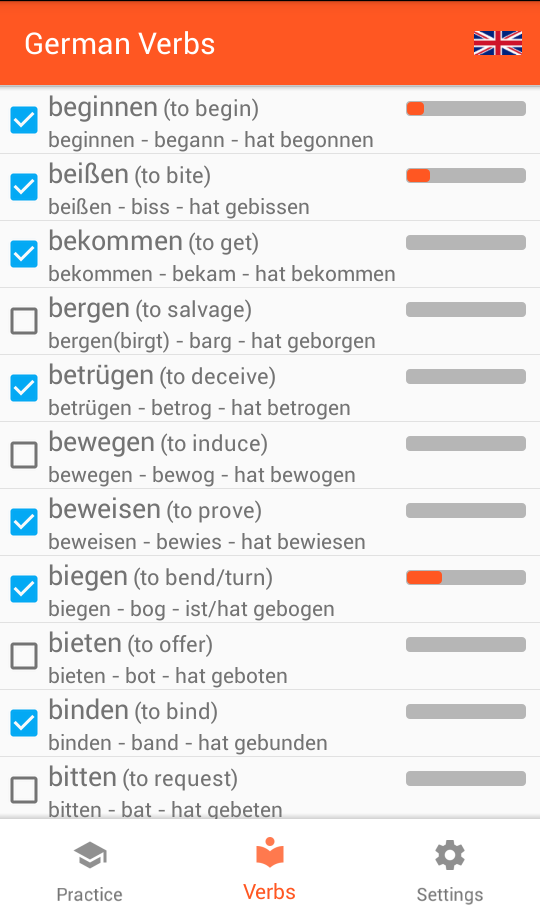 German Verbs
beginnen (to begin)
beginnen - begann - hat begonnen
beißen (to bite)
beißen - biss - hat gebissen
bekommen (to get)
bekommen - bekam - hat bekommen
bergen (to salvage)
bergen(birgt) - barg - hat geborgen
betrügen (to deceive)
betrügen - betrog - hat betrogen
bewegen (to induce)
bewegen - bewog - hat bewogen
beweisen (to prove)
beweisen - bewies - hat bewiesen
biegen (to bend/turn)
biegen - bog - ist/hat gebogen
bieten (to offer)
bieten - bot - hat geboten
binden (to bind)
binden - band - hat gebunden
bitten (to request)
bitten - bat - hat gebeten
Practice
Verbs
Settings